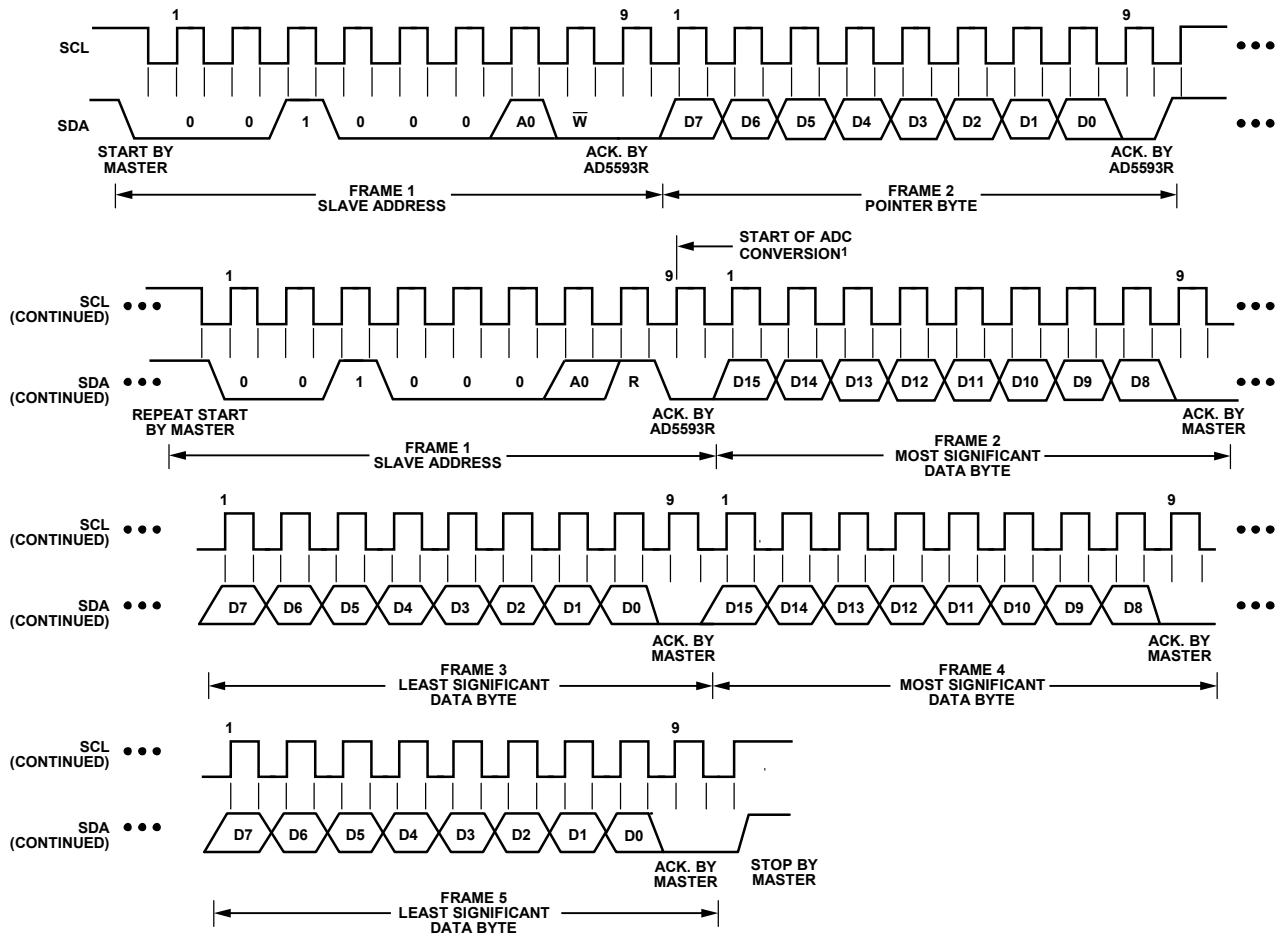 1 9 1 9
SCL
SDA 0 0 1 0 0 0 A0 W D7 D6 D5 D4 D3 D2 D1 D0
START BY
MASTER
ACK. BY
AD5593R
ACK. BY
AD5593R
FRAME 1
SLAVE ADDRESS
FRAME 2
POINTER BYTE
START OF ADC
CONVERSION1
1 9 1 9
SCL
(CONTINUED)
SDA
(CONTINUED)
0 0 1 0 0 0 A0 R D15 D14 D13 D12 D11 D10 D9 D8
REPEAT START
BY MASTER
ACK. BY
AD5593R
ACK. BY
MASTER
FRAME 1
SLAVE ADDRESS
FRAME 2
MOST SIGNIFICANT
DATA BYTE
1 9 1 9
SCL
(CONTINUED)
SDA
(CONTINUED)
D7 D6 D5 D4 D3 D2 D1 D0 D15 D14 D13 D12 D11 D10 D9 D8
ACK. BY
MASTER
ACK. BY
MASTER
FRAME 3
LEAST SIGNIFICANT
DATA BYTE
FRAME 4
MOST SIGNIFICANT
DATA BYTE
1 9
SCL
(CONTINUED)
SDA
(CONTINUED)
D7 D6 D5 D4 D3 D2 D1 D0
ACK. BY
MASTER
STOP BY
MASTER
FRAME 5
LEAST SIGNIFICANT
DATA BYTE